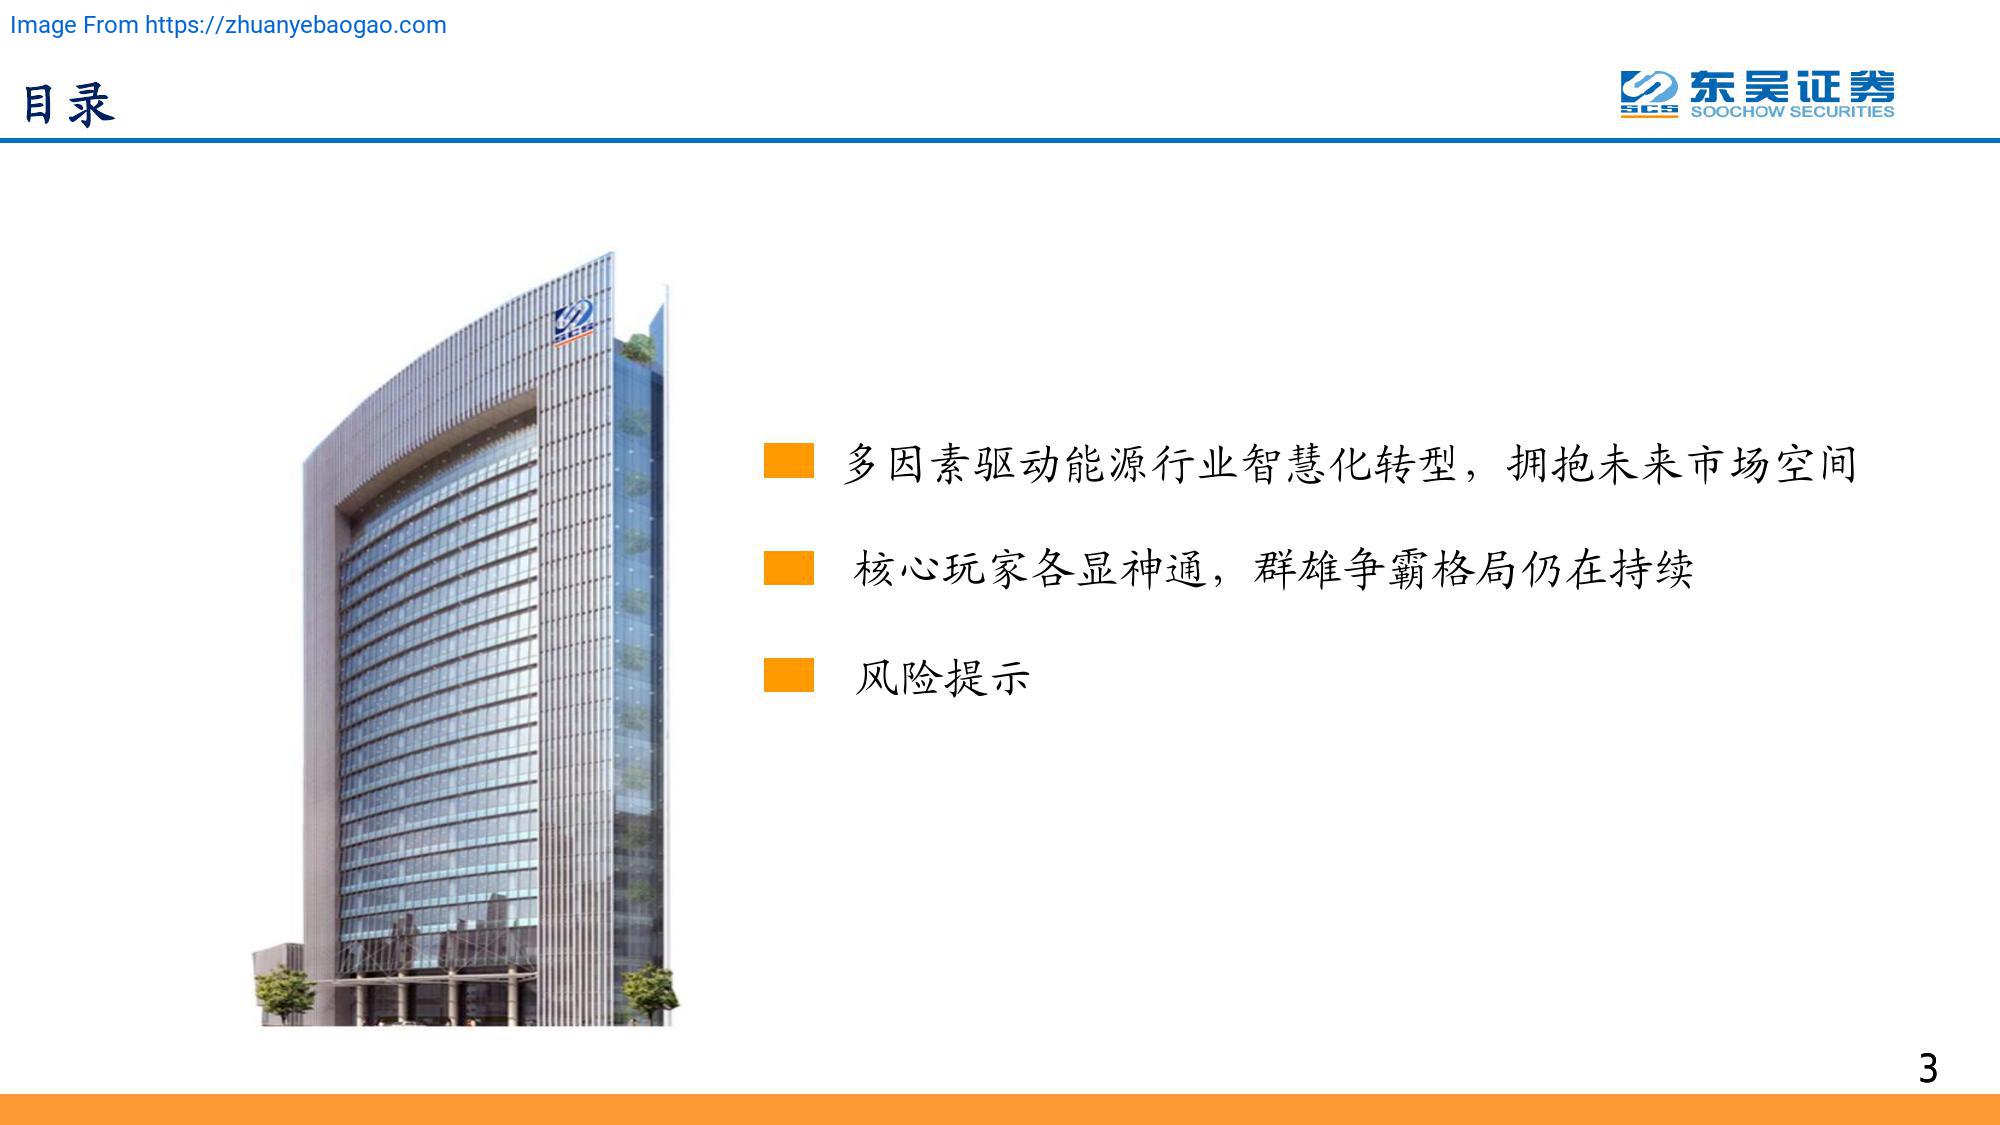 Image From https://zhuanyebaogao.com
目录
东吴证券
SCS
SOOCHOW SECURITIES
SCS
多因素驱动能源行业智慧化转型，拥抱未来市场空间
核心玩家各显神通，群雄争霸格局仍在持续
风险提示
3